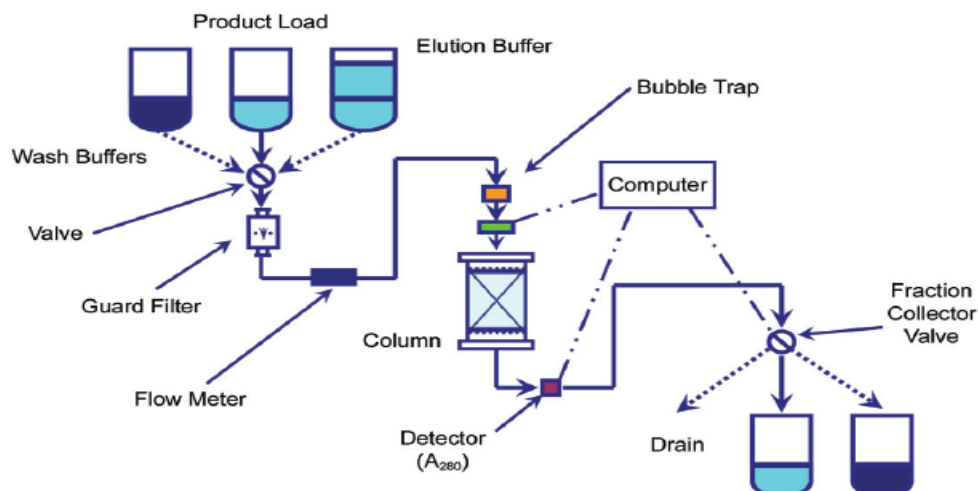 Product Load
Elution Buffer
Bubble Trap
Wash Buffers
Computer
Valve
Guard Filter
Fraction
Collector
Valve
Column
Flow Meter
Detector
(A₂₈₀)
Drain